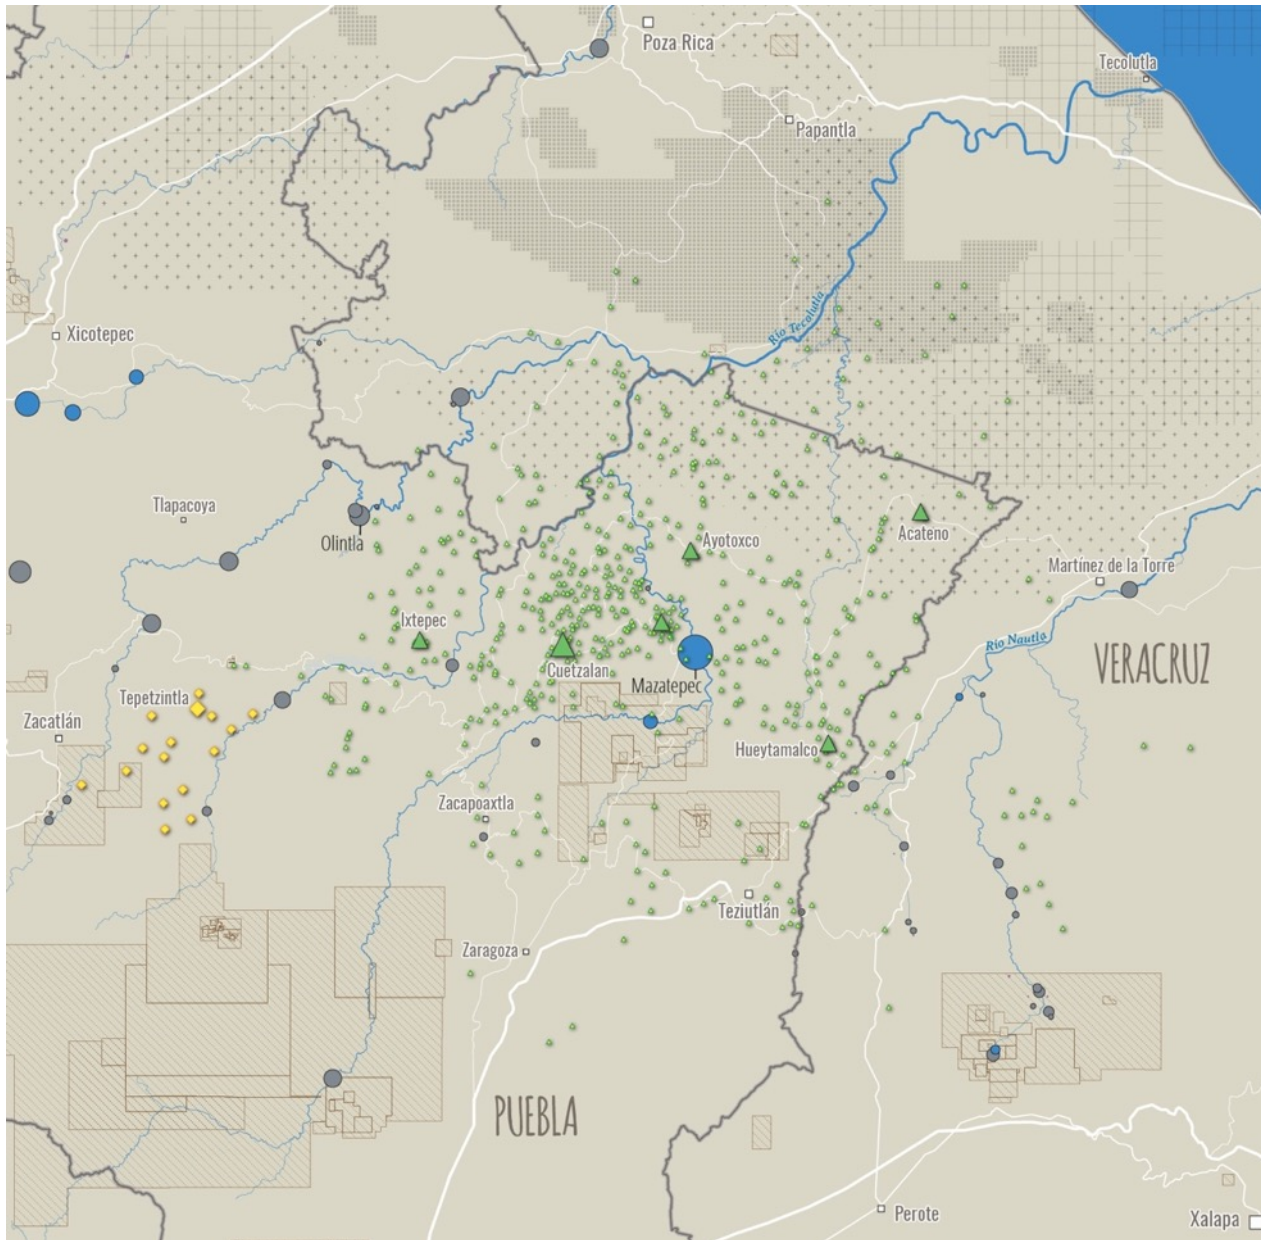 Poza Rica
Tecolutla
Papantla
Río Tecolutla
Xicotepec
Tlapacoya
Olintla
Ayotoxco
Acateno
Martínez de la Torre
Ixtepec
Río Nautla
VERACRUZ
Cuetzalan
Mazatepec
Tepetzintla
Zacatlán
Hueytamalco
Zacapoaxtla
Teziutlán
Zaragoza
PUEBLA
Perote
Xalapa